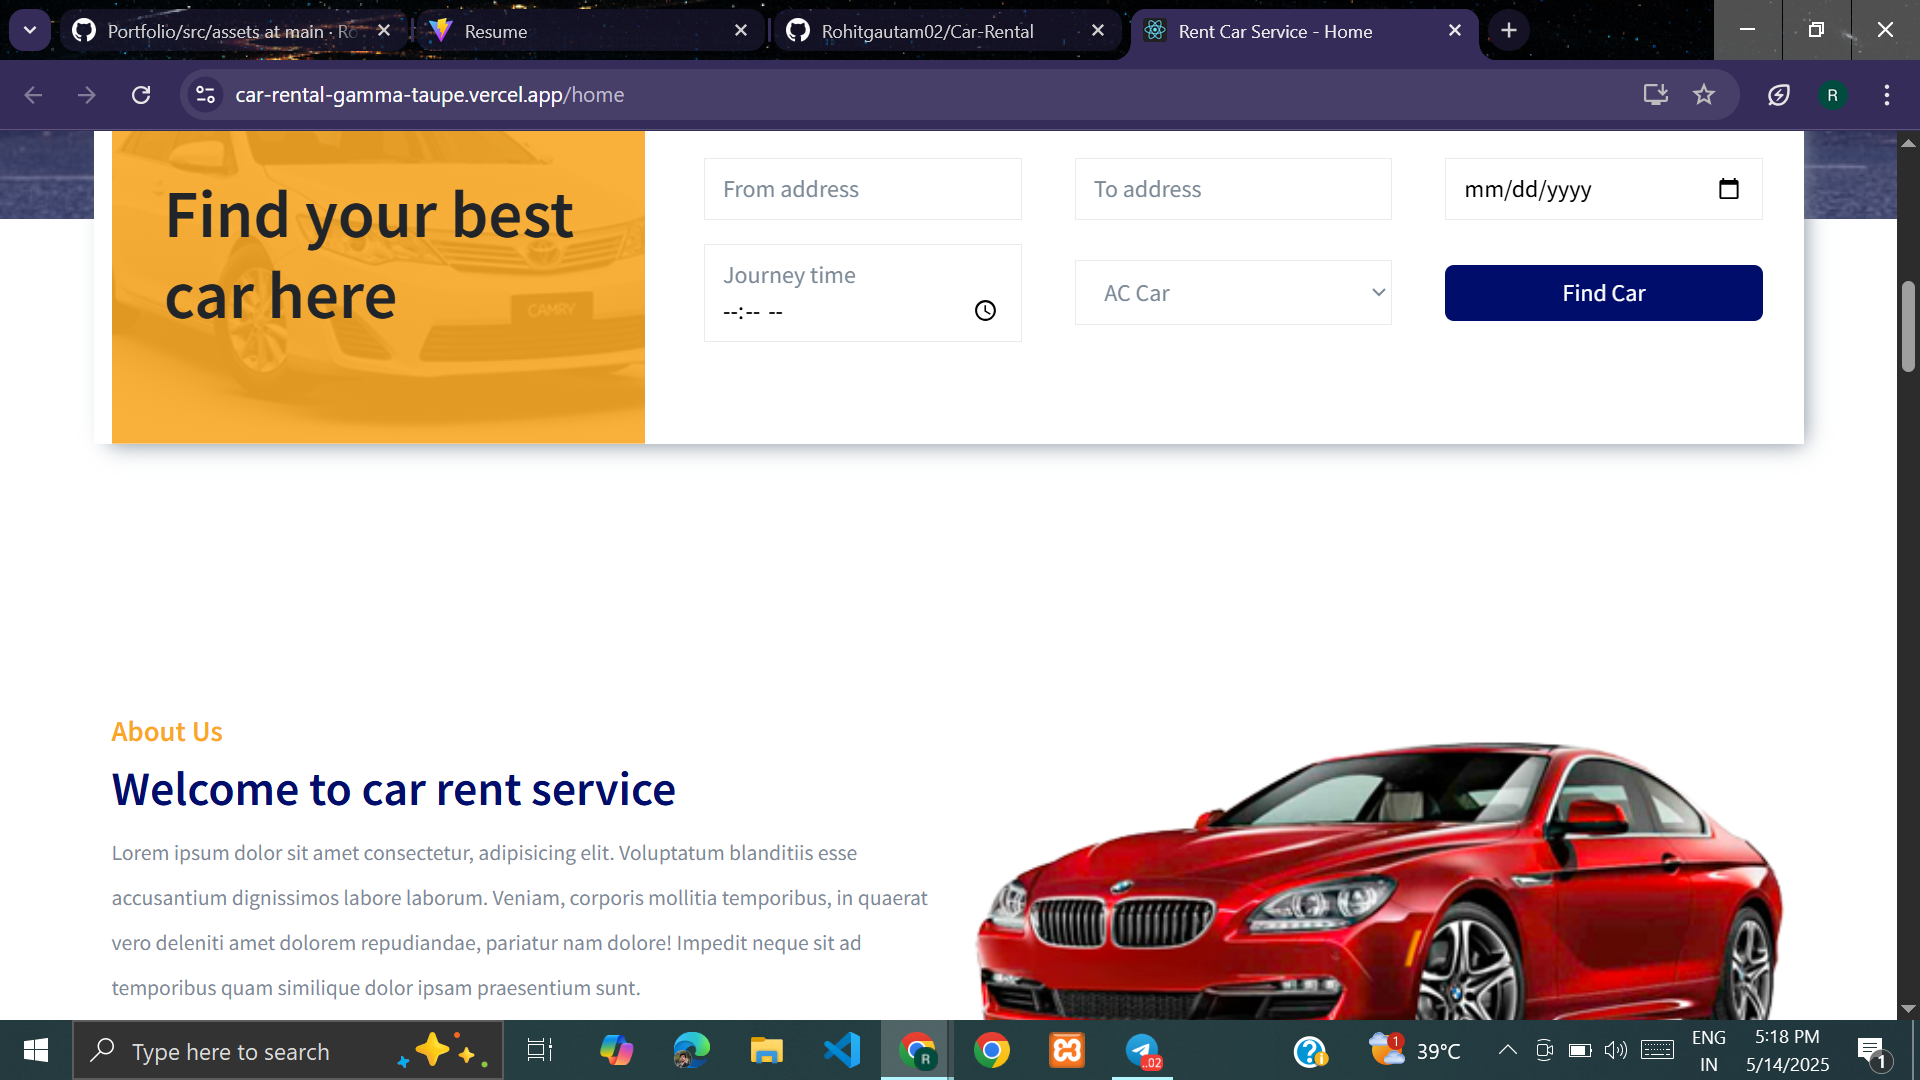 Portfolio/src/assets at main · Ro
Resume
Rohitgautam02/Car-Rental
Rent Car Service - Home
car-rental-gamma-taupe.vercel.app/home
R
Find your best
car here
CAMRY
From address
To address
mm/dd/yyyy
Journey time
--:-- --
AC Car
Find Car
About Us
Welcome to car rent service
Lorem ipsum dolor sit amet consectetur, adipisicing elit. Voluptatum blanditiis esse
accusantium dignissimos labore laborum. Veniam, corporis mollitia temporibus, in quaerat
vero deleniti amet dolorem repudiandae, pariatur nam dolore! Impedit neque sit ad
temporibus quam similique dolor ipsam praesentium sunt.
Type here to search
R
..02
1
39°C
ENG
IN
5:18 PM
5/14/2025
1